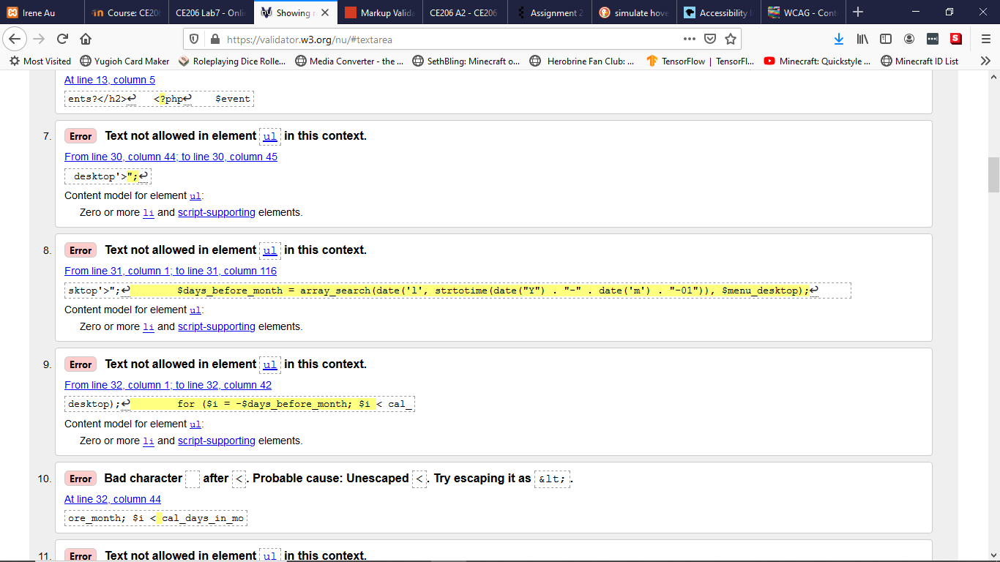 Irene Au
Course: CE20
CE206 Lab7 - Onli
Showing r
Markup Valida
CE206 A2 - CE206
Assignment 2
simulate hove
Accessibility I
WCAG - Cont
https://validator.w3.org/nu/#textarea
Most Visited
Yugioh Card Maker
Roleplaying Dice Rolle...
Media Converter - the ...
SethBling: Minecraft o...
Herobrine Fan Club: ...
TensorFlow | TensorFl...
Minecraft: Quickstyle ...
Minecraft ID List
At line 13, column 5
ents?</h2>↩ <?php↩ $event
7. Error Text not allowed in element ul in this context.
From line 30, column 44; to line 30, column 45
desktop'>";↩
Content model for element ul:
Zero or more li and script-supporting elements.
8. Error Text not allowed in element ul in this context.
From line 31, column 1; to line 31, column 116
sktop'>";↩ $days_before_month = array_search(date('l', strtotime(date("Y") . "-" . date('m') . "-01")), $menu_desktop);↩
Content model for element ul:
Zero or more li and script-supporting elements.
9. Error Text not allowed in element ul in this context.
From line 32, column 1; to line 32, column 42
desktop);↩ for ($i = -$days_before_month; $i < cal_
Content model for element ul:
Zero or more li and script-supporting elements.
10. Error Bad character after <. Probable cause: Unescaped <. Try escaping it as &lt;.
At line 32, column 44
ore_month; $i < cal_days_in_mo
11. Error Text not allowed in element ul in this context.